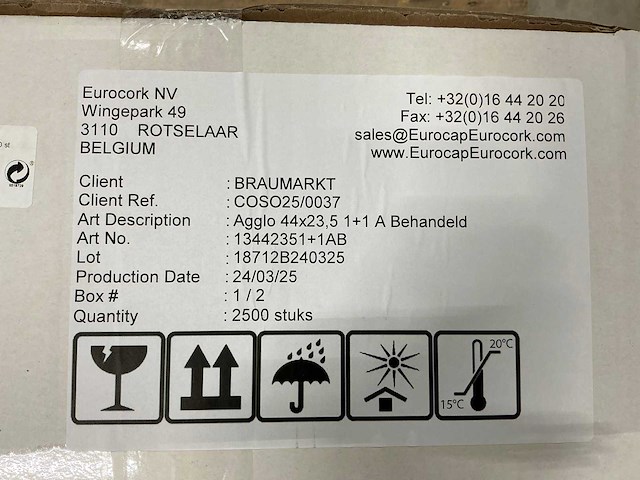 Eurocork NV
Wingepark 49
3110 ROTSELAAR
BELGIUM
Tel: +32(0)16 44 20 20
Fax: +32(0)16 44 20 26
sales@EurocapEurocork.com
www.EurocapEurocork.com
Client : BRAUMARKT
Client Ref. : COSO25/0037
Art Description : Agglo 44x23,5 1+1 A Behandeld
Art No. : 13442351+1AB
Lot : 18712B240325
Production Date : 24/03/25
Box # : 1 / 2
Quantity : 2500 stuks
20°C
15°C